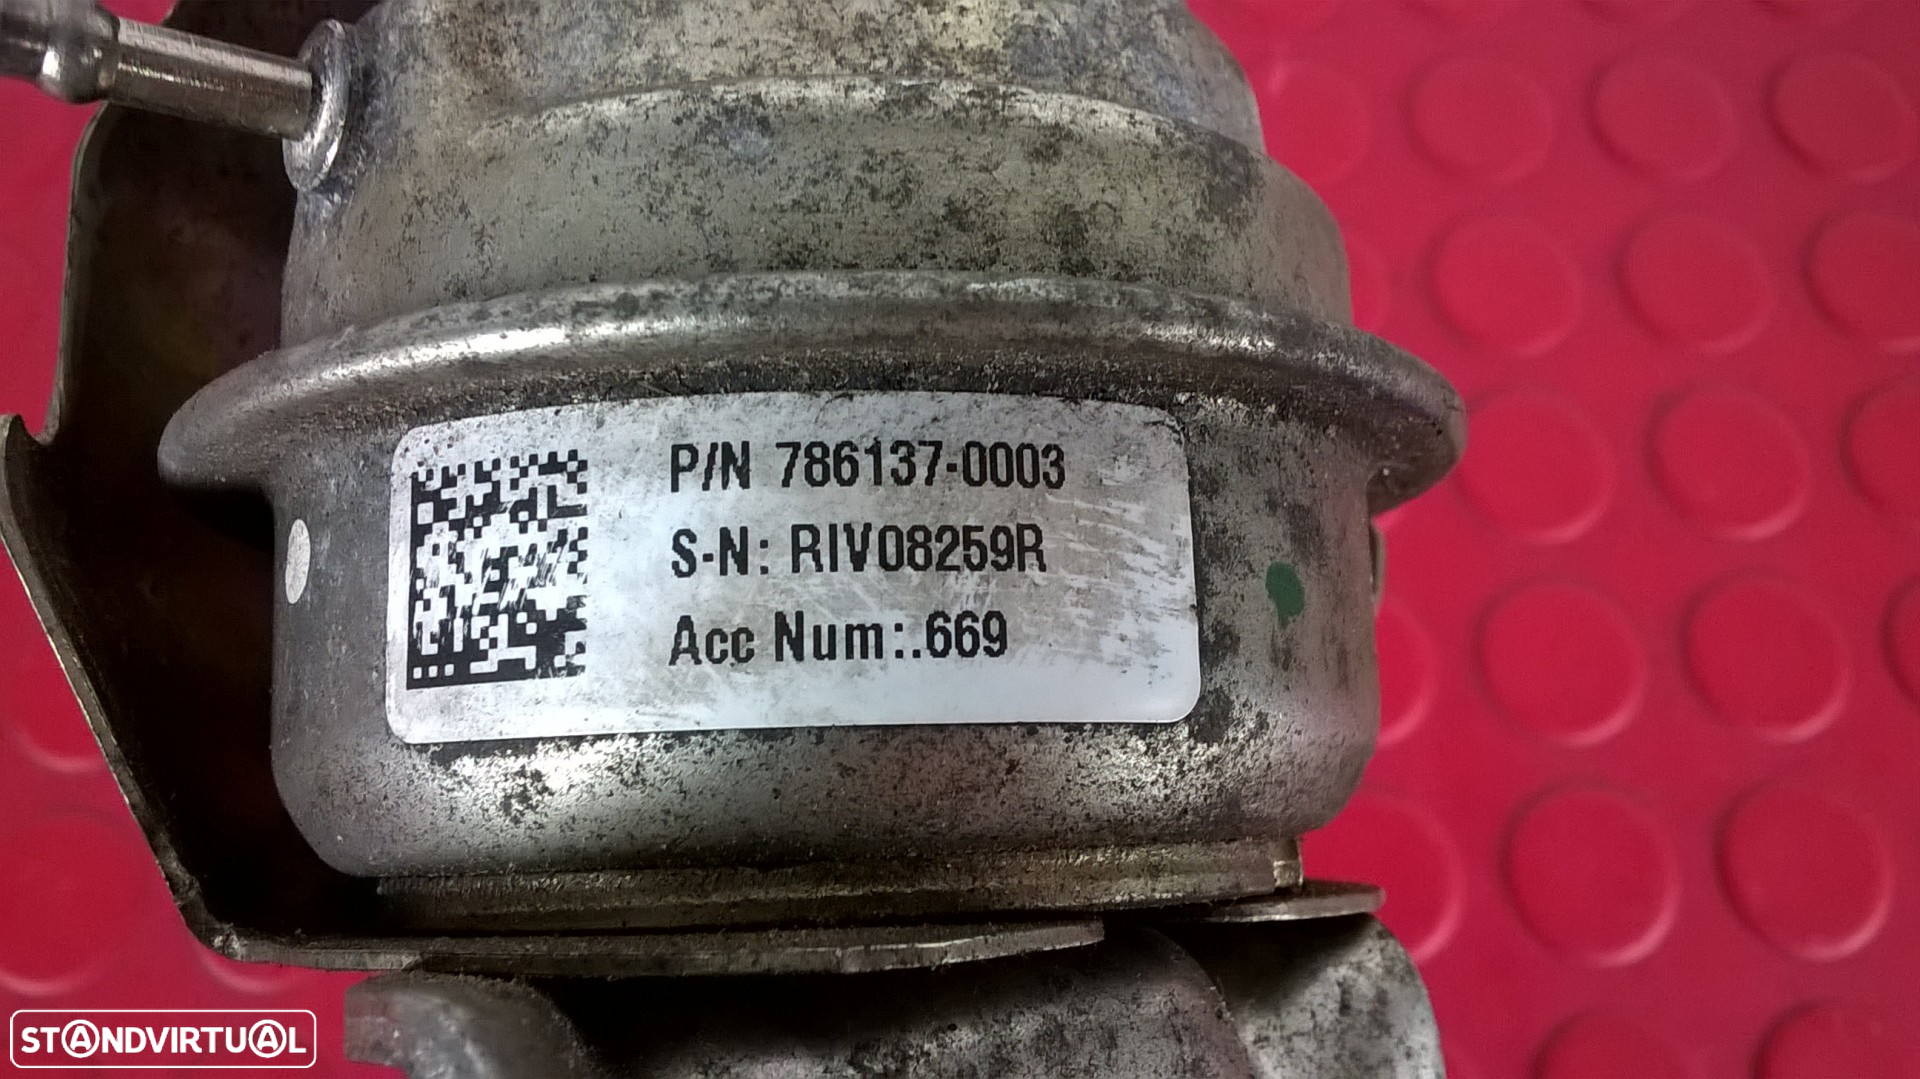 P/N 786137-0003
S-N: RIV08259R
Acc Num:.669
STANDVIRTUAL